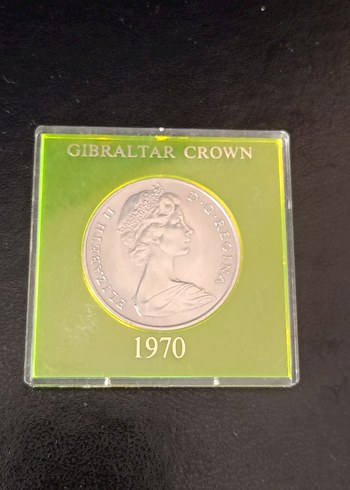 GIBRALTAR CROWN
ELIZABETH II
D·G·REGINA
1970